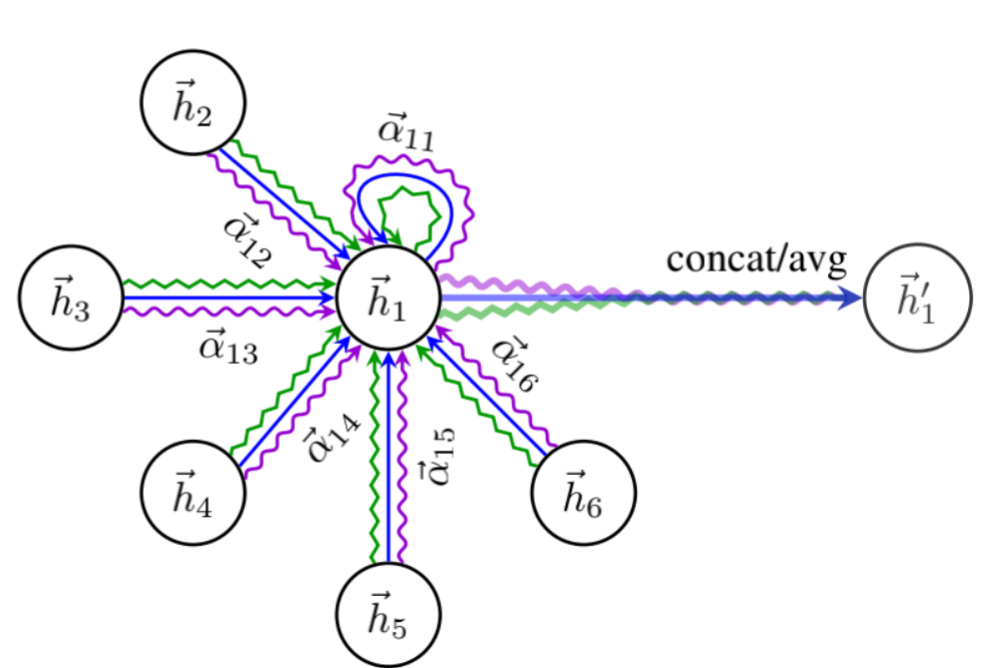 h⃗₂
α⃗₁₁
α⃗₁₂
concat/avg
h⃗₃
h⃗₁
h⃗′₁
α⃗₁₃
α⃗₁₆
α⃗₁₄
α⃗₁₅
h⃗₄
h⃗₆
h⃗₅